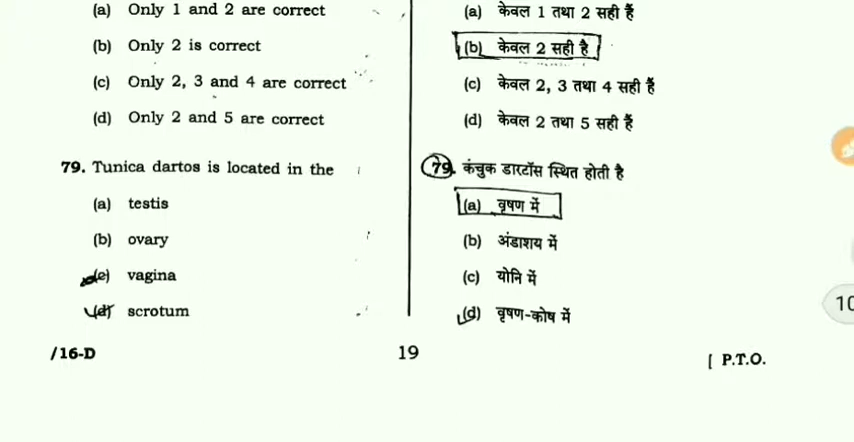 (a) Only 1 and 2 are correct
(b) Only 2 is correct
(c) Only 2, 3 and 4 are correct
(d) Only 2 and 5 are correct
79. Tunica dartos is located in the
(a) testis
(b) ovary
(c) vagina
(d) scrotum
(a) केवल 1 तथा 2 सही हैं
(b) केवल 2 सही है
(c) केवल 2, 3 तथा 4 सही हैं
(d) केवल 2 तथा 5 सही हैं
79. कंचुक डारटॉस स्थित होती है
(a) वृषण में
(b) अंडाशय में
(c) योनि में
(d) वृषण-कोष में
/16-D
19
[ P.T.O.
10